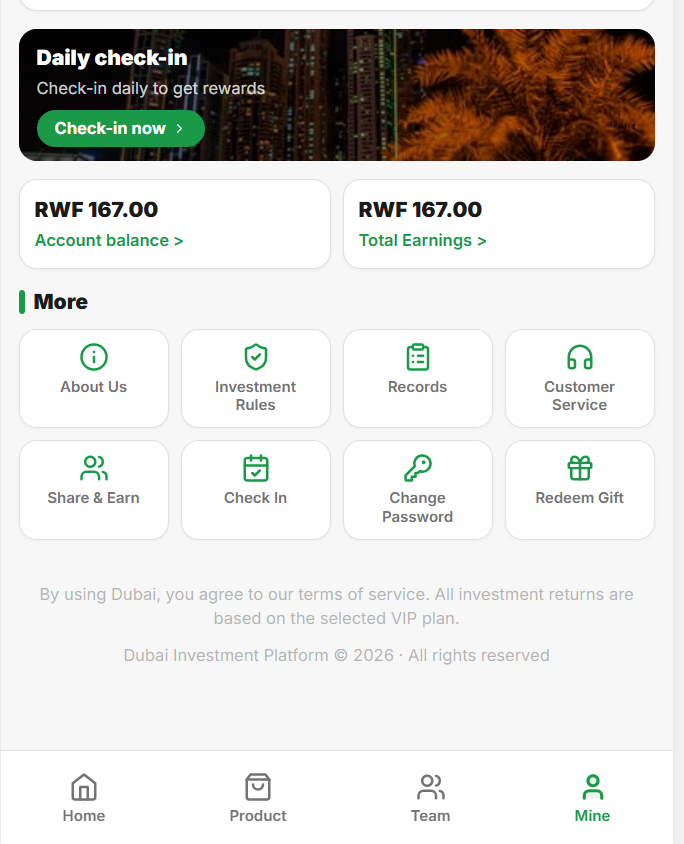 Daily check-in
Check-in daily to get rewards
Check-in now >
RWF 167.00
Account balance >
RWF 167.00
Total Earnings >
More
About Us
Investment
Rules
Records
Customer
Service
Share & Earn
Check In
Change
Password
Redeem Gift
By using Dubai, you agree to our terms of service. All investment returns are
based on the selected VIP plan.
Dubai Investment Platform © 2026 · All rights reserved
Home
Product
Team
Mine